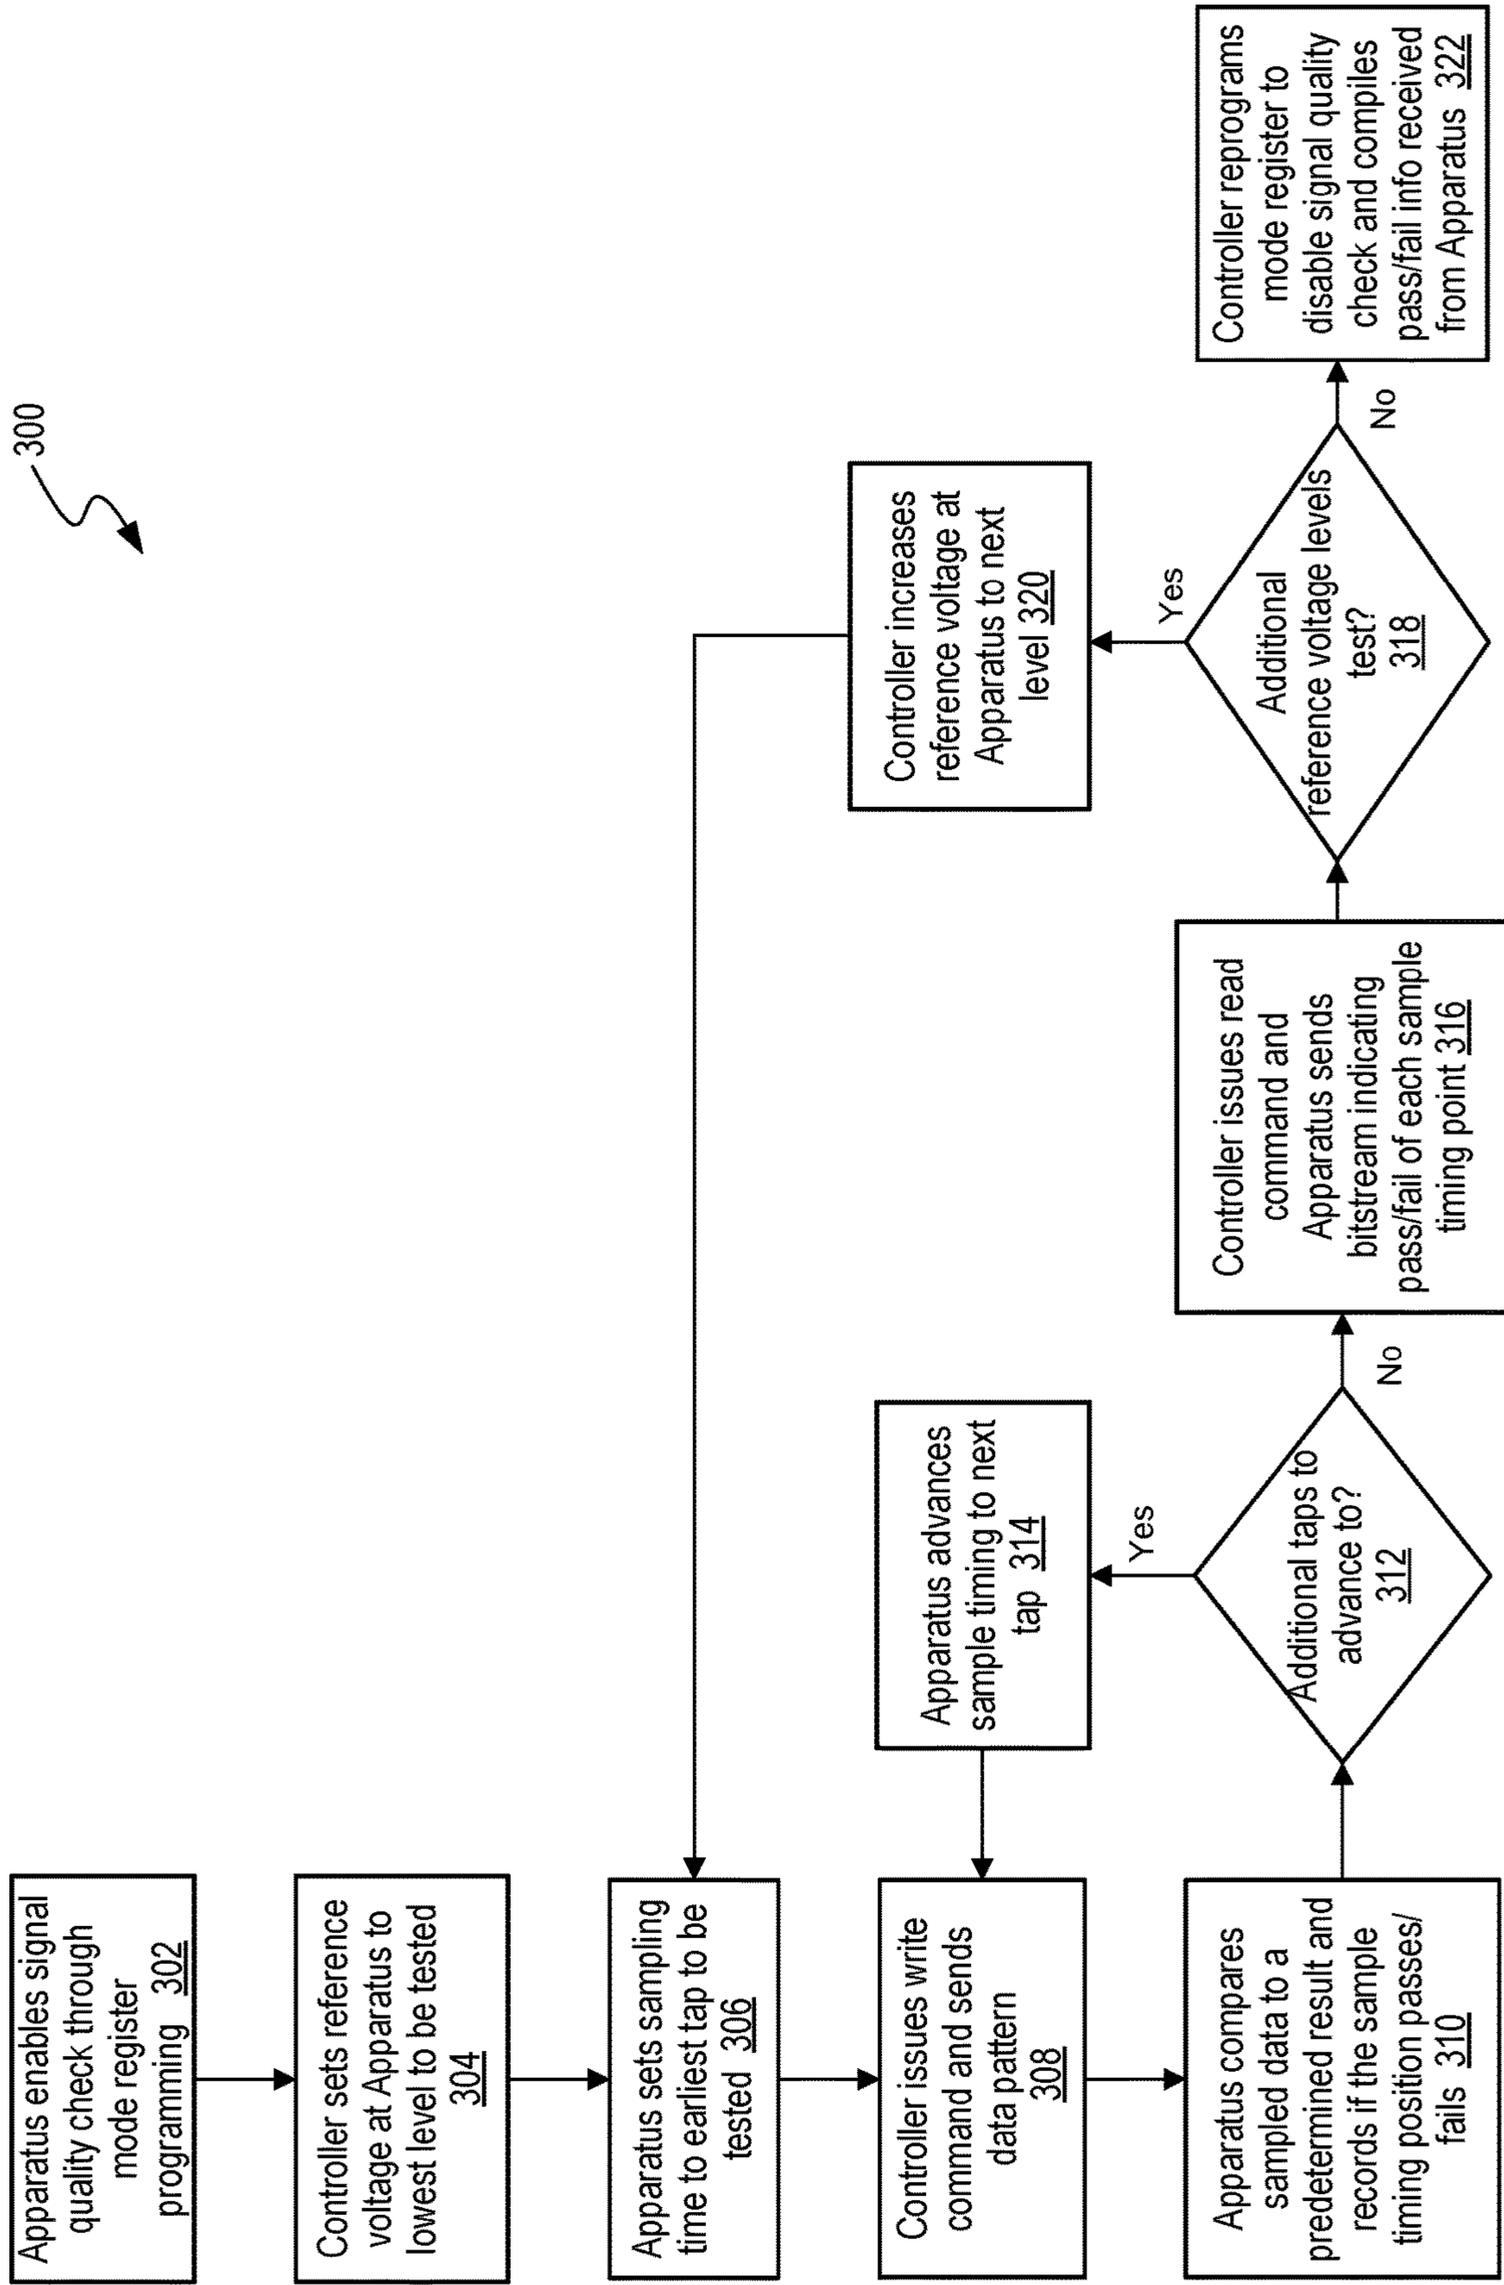 300
Apparatus enables signal
quality check through
mode register
programming 302
Controller sets reference
voltage at Apparatus to
lowest level to be tested
304
Apparatus sets sampling
time to earliest tap to be
tested 306
Controller issues write
command and sends
data pattern
308
Apparatus compares
sampled data to a
predetermined result and
records if the sample
timing position passes/
fails 310
Additional taps to
advance to?
312
Yes
No
Apparatus advances
sample timing to next
tap 314
Controller issues read
command and
Apparatus sends
bitstream indicating
pass/fail of each sample
timing point 316
Additional
reference voltage levels
test?
318
Yes
No
Controller increases
reference voltage at
Apparatus to next
level 320
Controller reprograms
mode register to
disable signal quality
check and compiles
pass/fail info received
from Apparatus 322